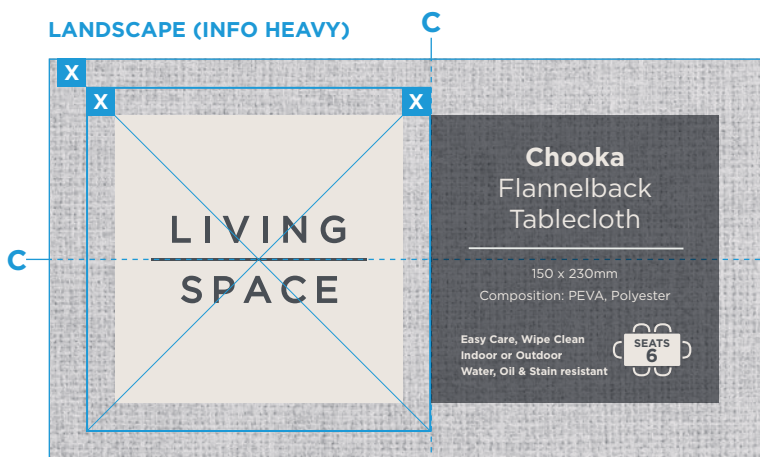 LANDSCAPE (INFO HEAVY)
C
X
X
X
Chooka
Flannelback
Tablecloth
LIVING
C
SPACE
150 x 230mm
Composition: PEVA, Polyester
Easy Care, Wipe Clean
Indoor or Outdoor
Water, Oil & Stain resistant
SEATS
6